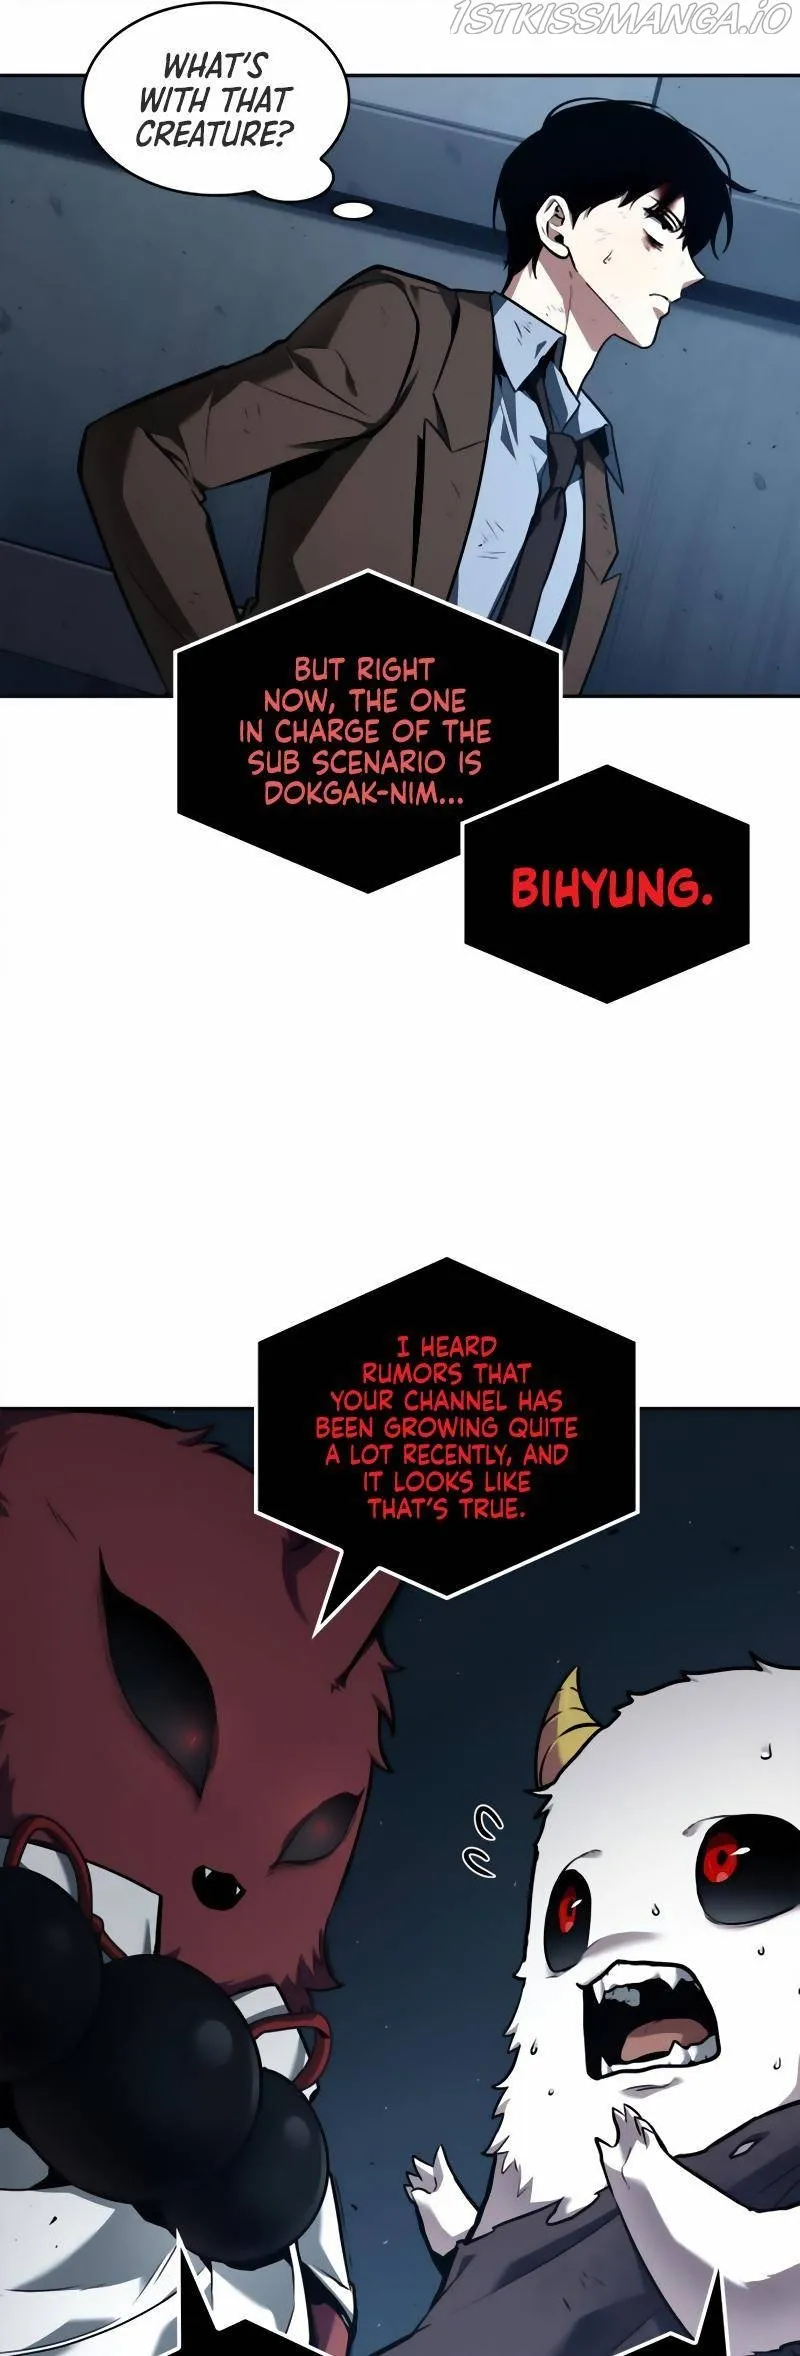 1STKISSMANGA.IO
WHAT'S
WITH THAT
CREATURE?
BUT RIGHT
NOW, THE ONE
IN CHARGE OF THE
SUB SCENARIO IS
DOKGAK-NIM...
BIHYUNG.
I HEARD
RUMORS THAT
YOUR CHANNEL HAS
BEEN GROWING QUITE
A LOT RECENTLY, AND
IT LOOKS LIKE
THAT'S TRUE.